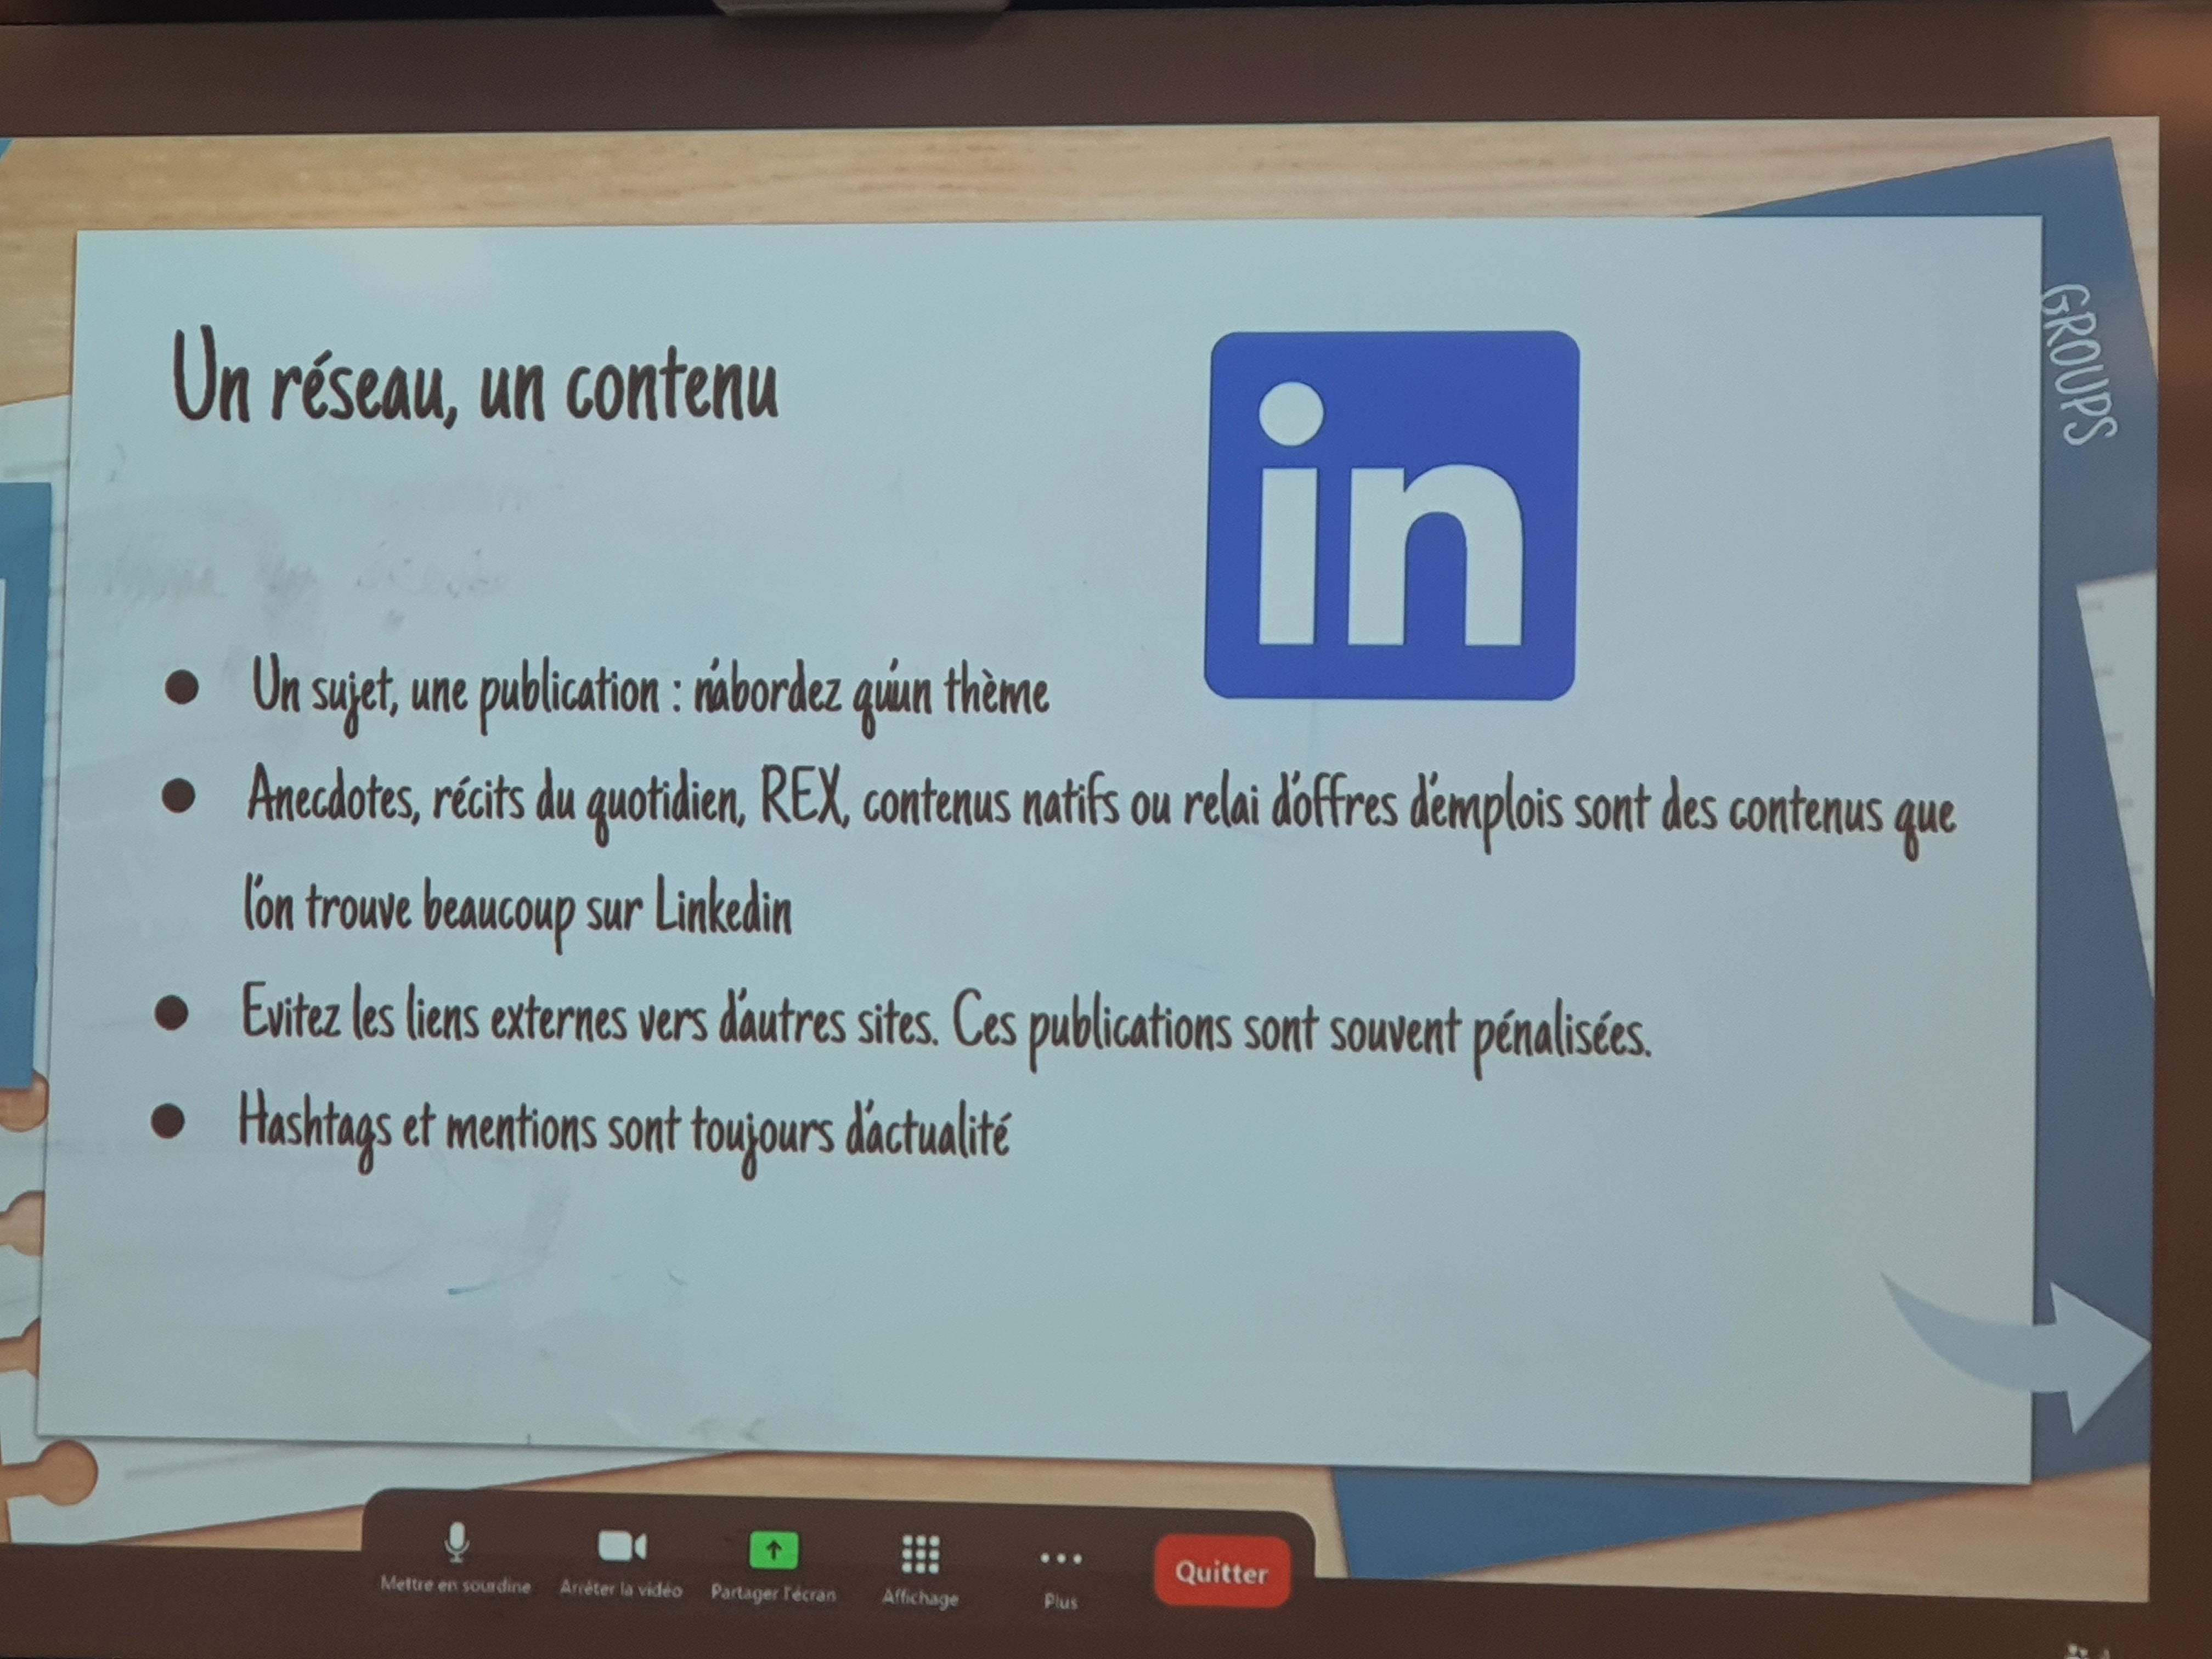 Un réseau, un contenu
in
GROUPS
● Un sujet, une publication : n'abordez qu'un thème
● Anecdotes, récits du quotidien, REX, contenus natifs ou relai d'offres d'emplois sont des contenus que
l'on trouve beaucoup sur Linkedin
● Evitez les liens externes vers d'autres sites. Ces publications sont souvent pénalisées.
● Hashtags et mentions sont toujours d'actualité
Mettre en sourdine
Arrêter la vidéo
Partager l'écran
Affichage
Plus
Quitter